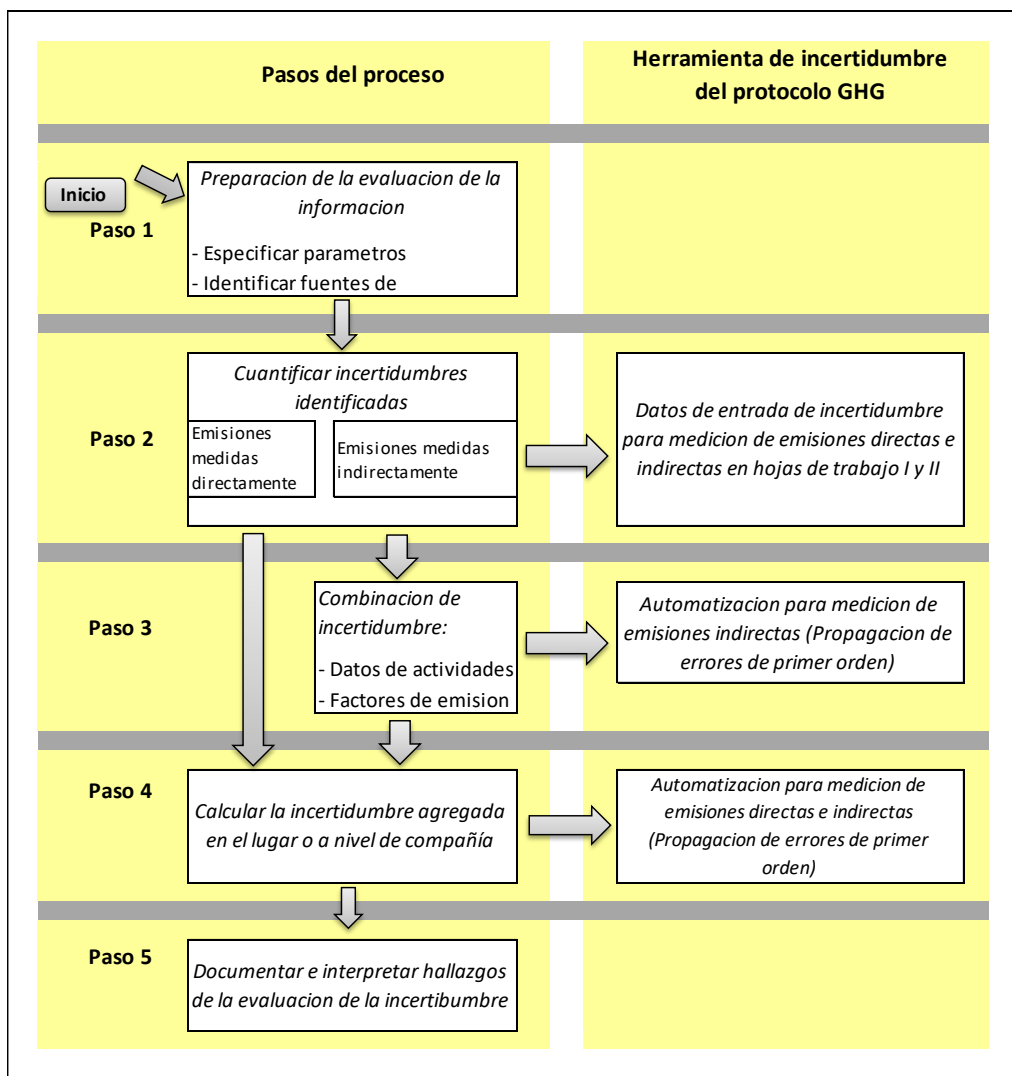 Pasos del proceso
Herramienta de incertidumbre
del protocolo GHG
Inicio
Paso 1
Preparacion de la evaluacion de la
informacion
- Especificar parametros
- Identificar fuentes de
Paso 2
Cuantificar incertidumbres
identificadas
Emisiones
medidas
directamente
Emisiones medidas
indirectamente
Datos de entrada de incertidumbre
para medicion de emisiones directas e
indirectas en hojas de trabajo I y II
Paso 3
Combinacion de
incertidumbre:
- Datos de actividades
- Factores de emision
Automatizacion para medicion de
emisiones indirectas (Propagacion de
errores de primer orden)
Paso 4
Calcular la incertidumbre agregada
en el lugar o a nivel de compañía
Automatizacion para medicion de
emisiones directas e indirectas
(Propagacion de errores de primer
orden)
Paso 5
Documentar e interpretar hallazgos
de la evaluacion de la incertibumbre